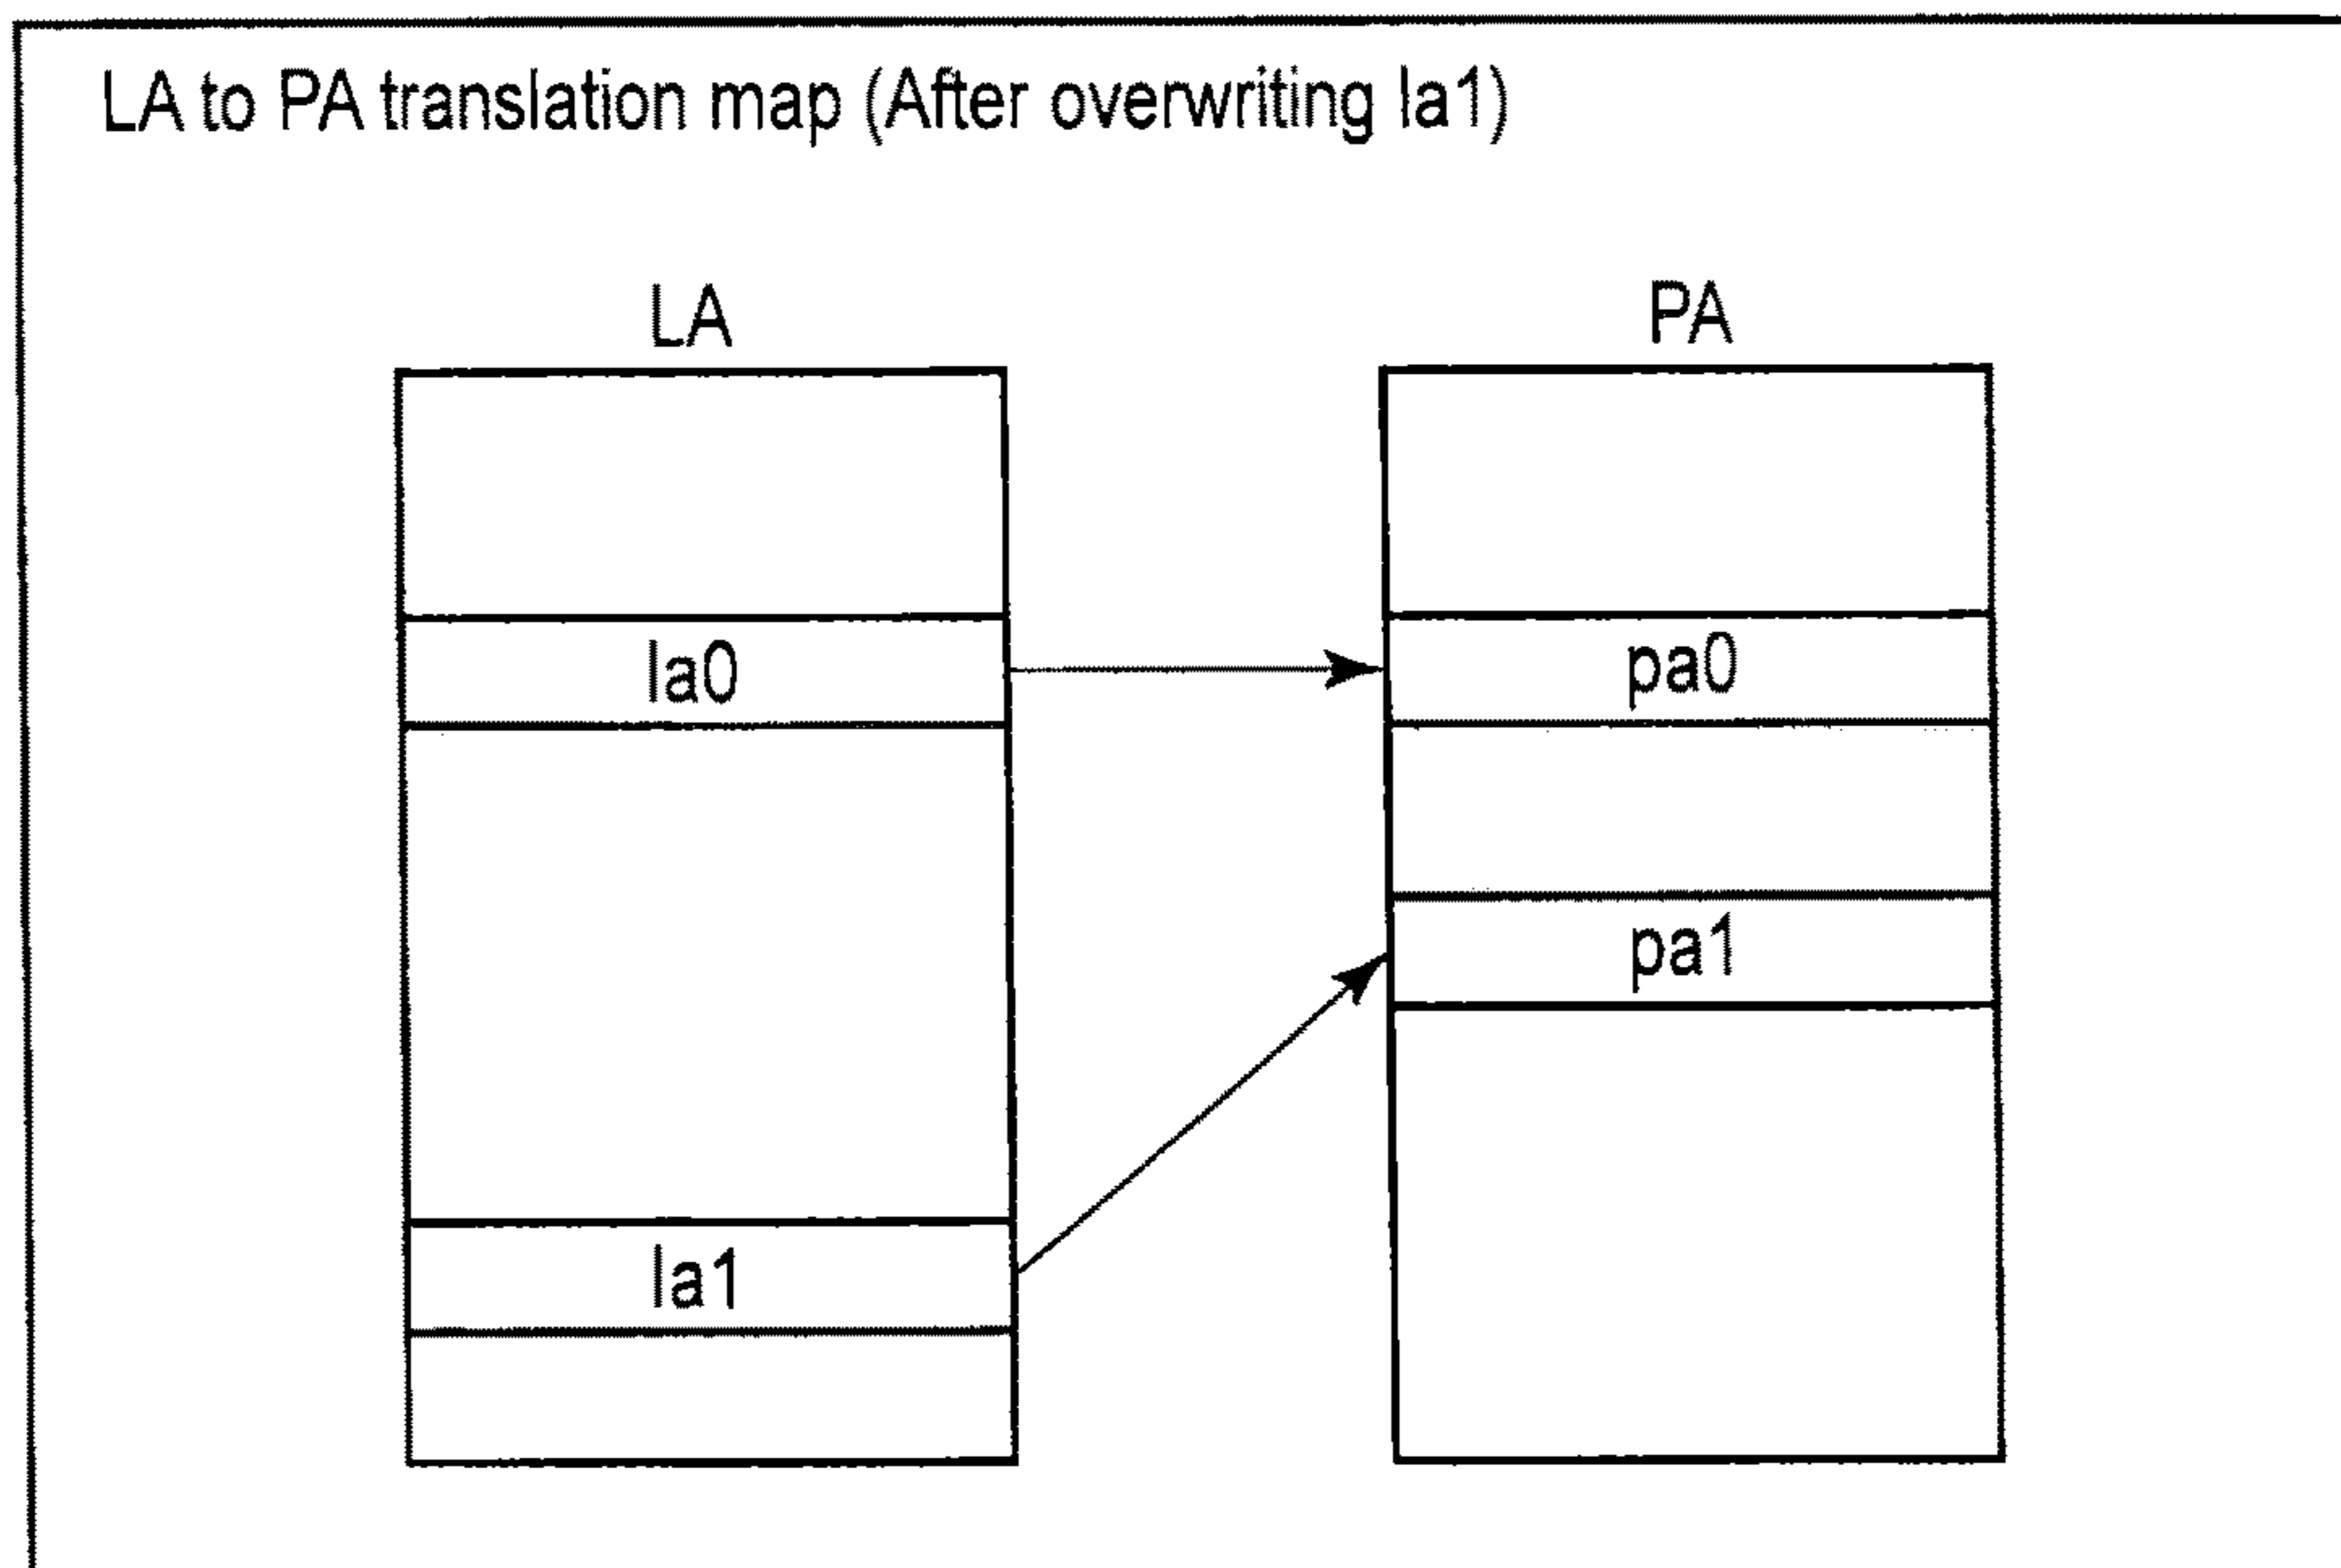 LA to PA translation map (After overwriting la1)
LA
PA
la0
pa0
pa1
la1